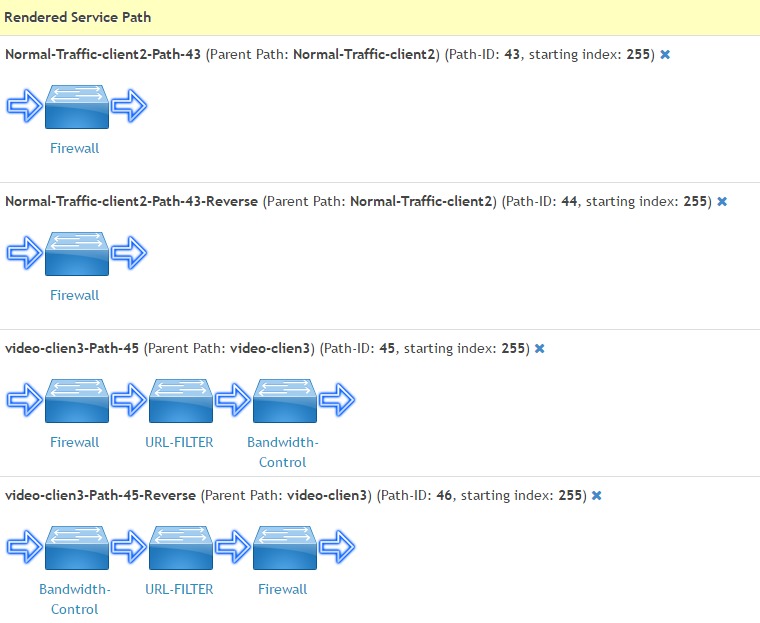 Rendered Service Path
Normal-Traffic-client2-Path-43 (Parent Path: Normal-Traffic-client2) (Path-ID: 43, starting index: 255) ×
Firewall
Normal-Traffic-client2-Path-43-Reverse (Parent Path: Normal-Traffic-client2) (Path-ID: 44, starting index: 255) ×
Firewall
video-clien3-Path-45 (Parent Path: video-clien3) (Path-ID: 45, starting index: 255) ×
Firewall URL-FILTER Bandwidth-
Control
video-clien3-Path-45-Reverse (Parent Path: video-clien3) (Path-ID: 46, starting index: 255) ×
Bandwidth- URL-FILTER Firewall
Control